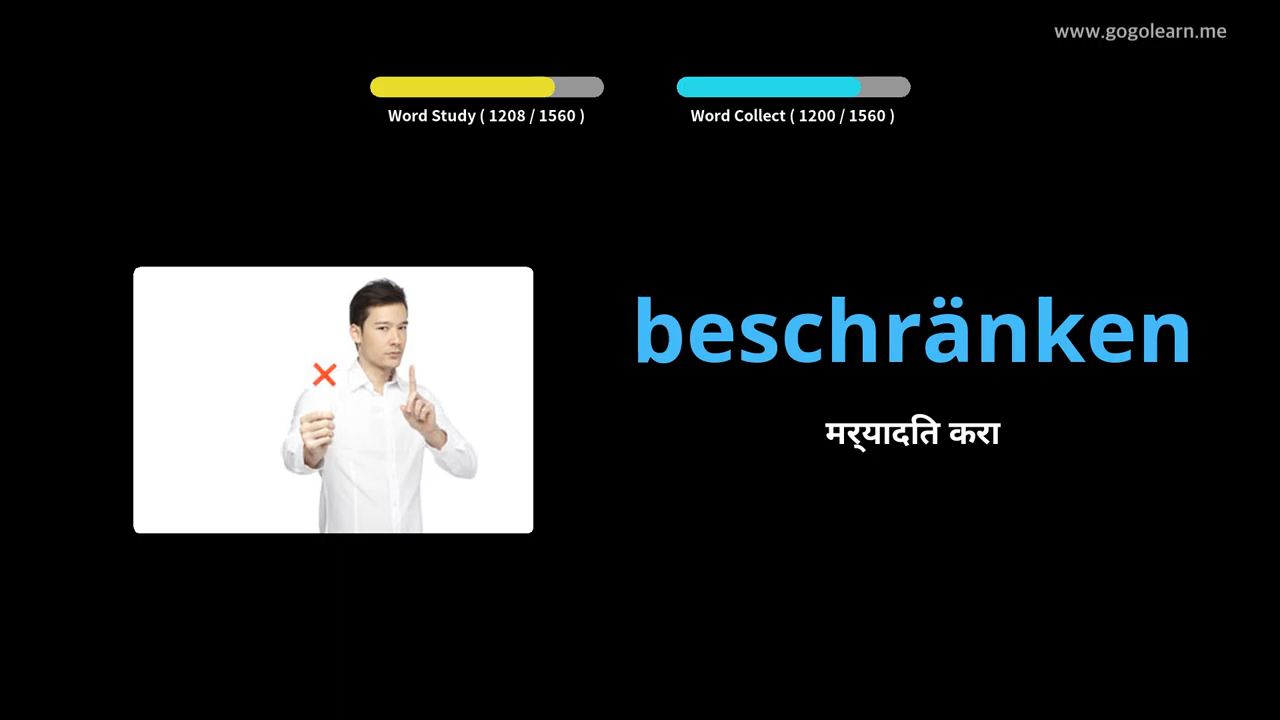 www.gogolearn.me
Word Study ( 1208 / 1560 )
Word Collect ( 1200 / 1560 )
beschränken
मर्यादित करा